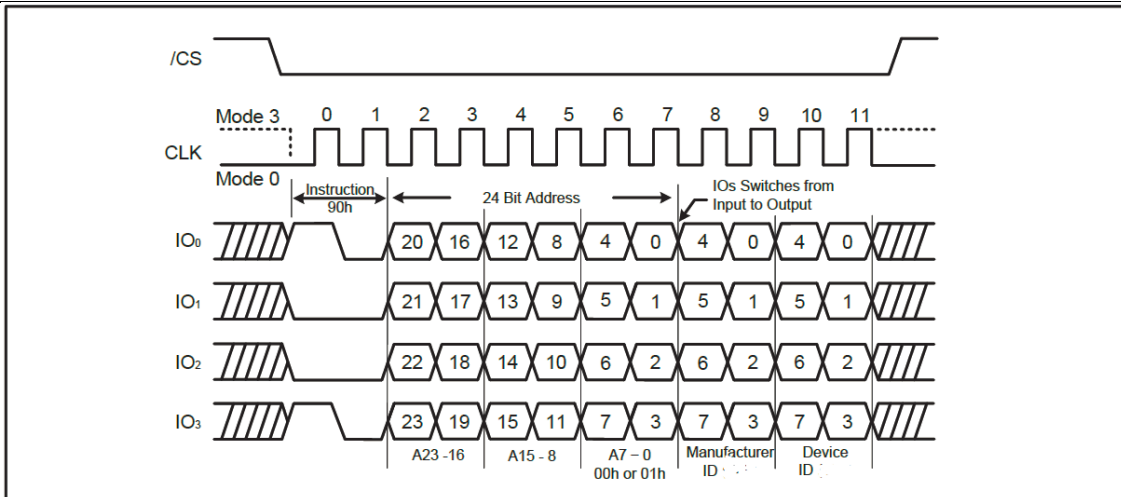 /CS
Mode 3 0 1 2 3 4 5 6 7 8 9 10 11
CLK
Mode 0
Instruction
90h
24 Bit Address
IOs Switches from
Input to Output
IO0 20 16 12 8 4 0 4 0 4 0
IO1 21 17 13 9 5 1 5 1 5 1
IO2 22 18 14 10 6 2 6 2 6 2
IO3 23 19 15 11 7 3 7 3 7 3
A23 -16 A15 - 8 A7 – 0 Manufacturer Device
00h or 01h ID ID